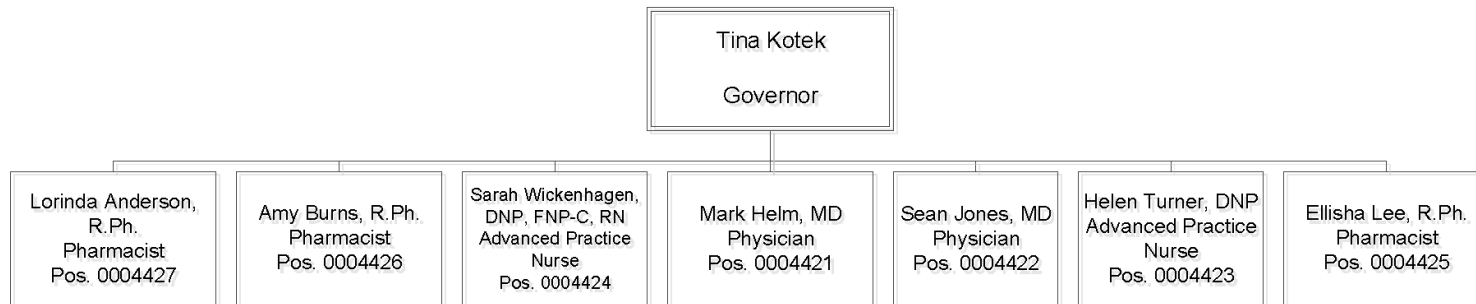 Tina Kotek
Governor
Lorinda Anderson,
R.Ph.
Pharmacist
Pos. 0004427
Amy Burns, R.Ph.
Pharmacist
Pos. 0004426
Sarah Wickenhagen,
DNP, FNP-C, RN
Advanced Practice
Nurse
Pos. 0004424
Mark Helm, MD
Physician
Pos. 0004421
Sean Jones, MD
Physician
Pos. 0004422
Helen Turner, DNP
Advanced Practice
Nurse
Pos. 0004423
Ellisha Lee, R.Ph.
Pharmacist
Pos. 0004425